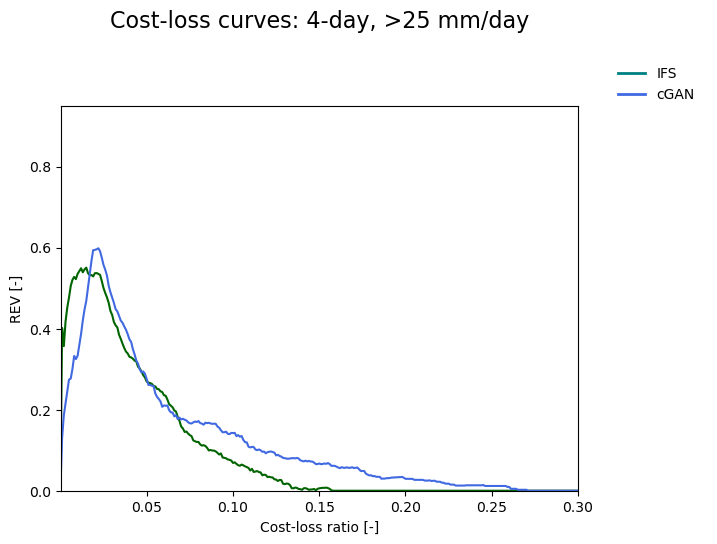 Cost-loss curves: 4-day, >25 mm/day
IFS
cGAN
0.8
0.6
0.4
0.2
0.0
REV [-]
0.05
0.10
0.15
0.20
0.25
0.30
Cost-loss ratio [-]